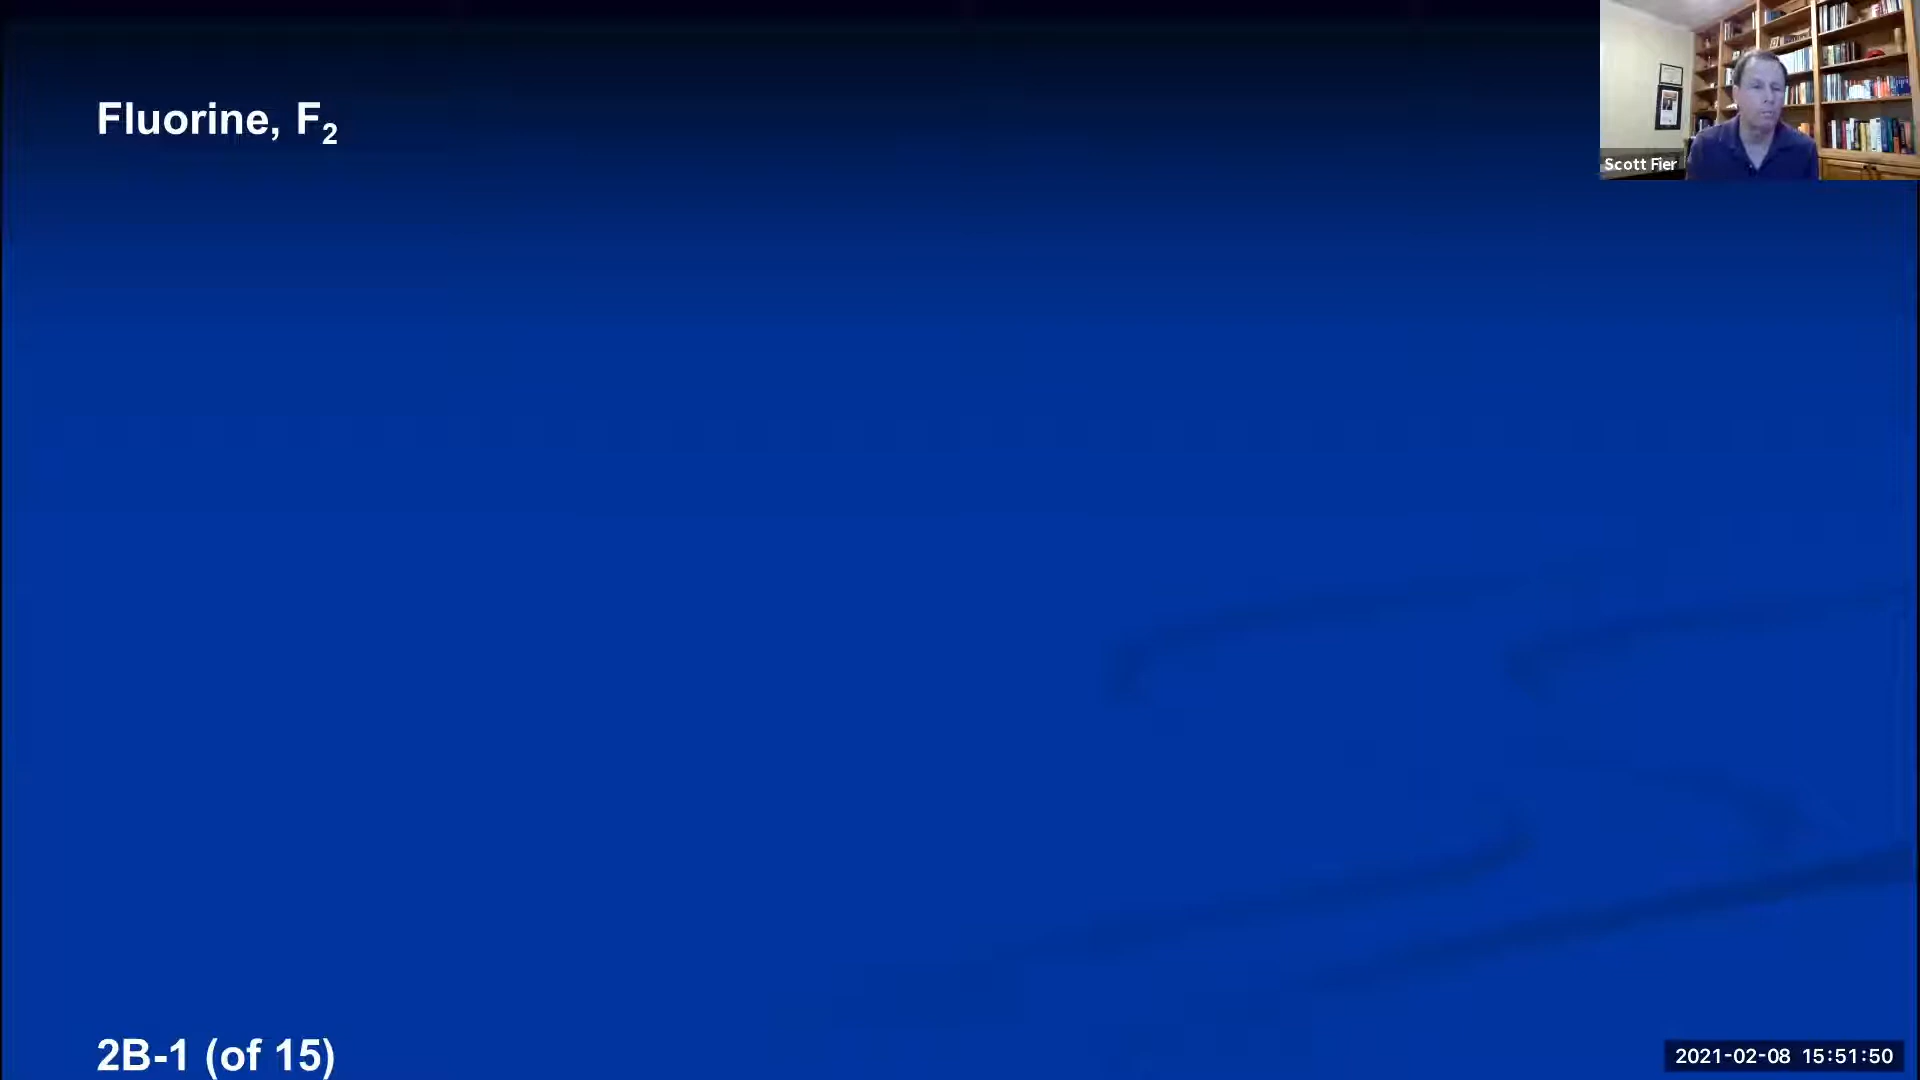 Fluorine, F₂
Scott Fier
2B-1 (of 15)
2021-02-08 15:51:50